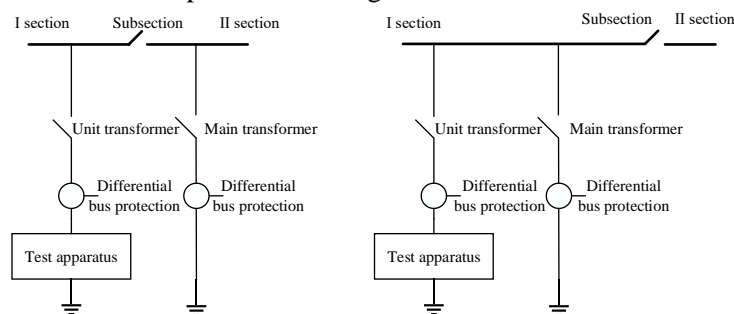 I section Subsection II section
Unit transformer Main transformer
Differential bus protection
Differential bus protection
Test apparatus
I section Subsection II section
Unit transformer Main transformer
Differential bus protection
Differential bus protection
Test apparatus